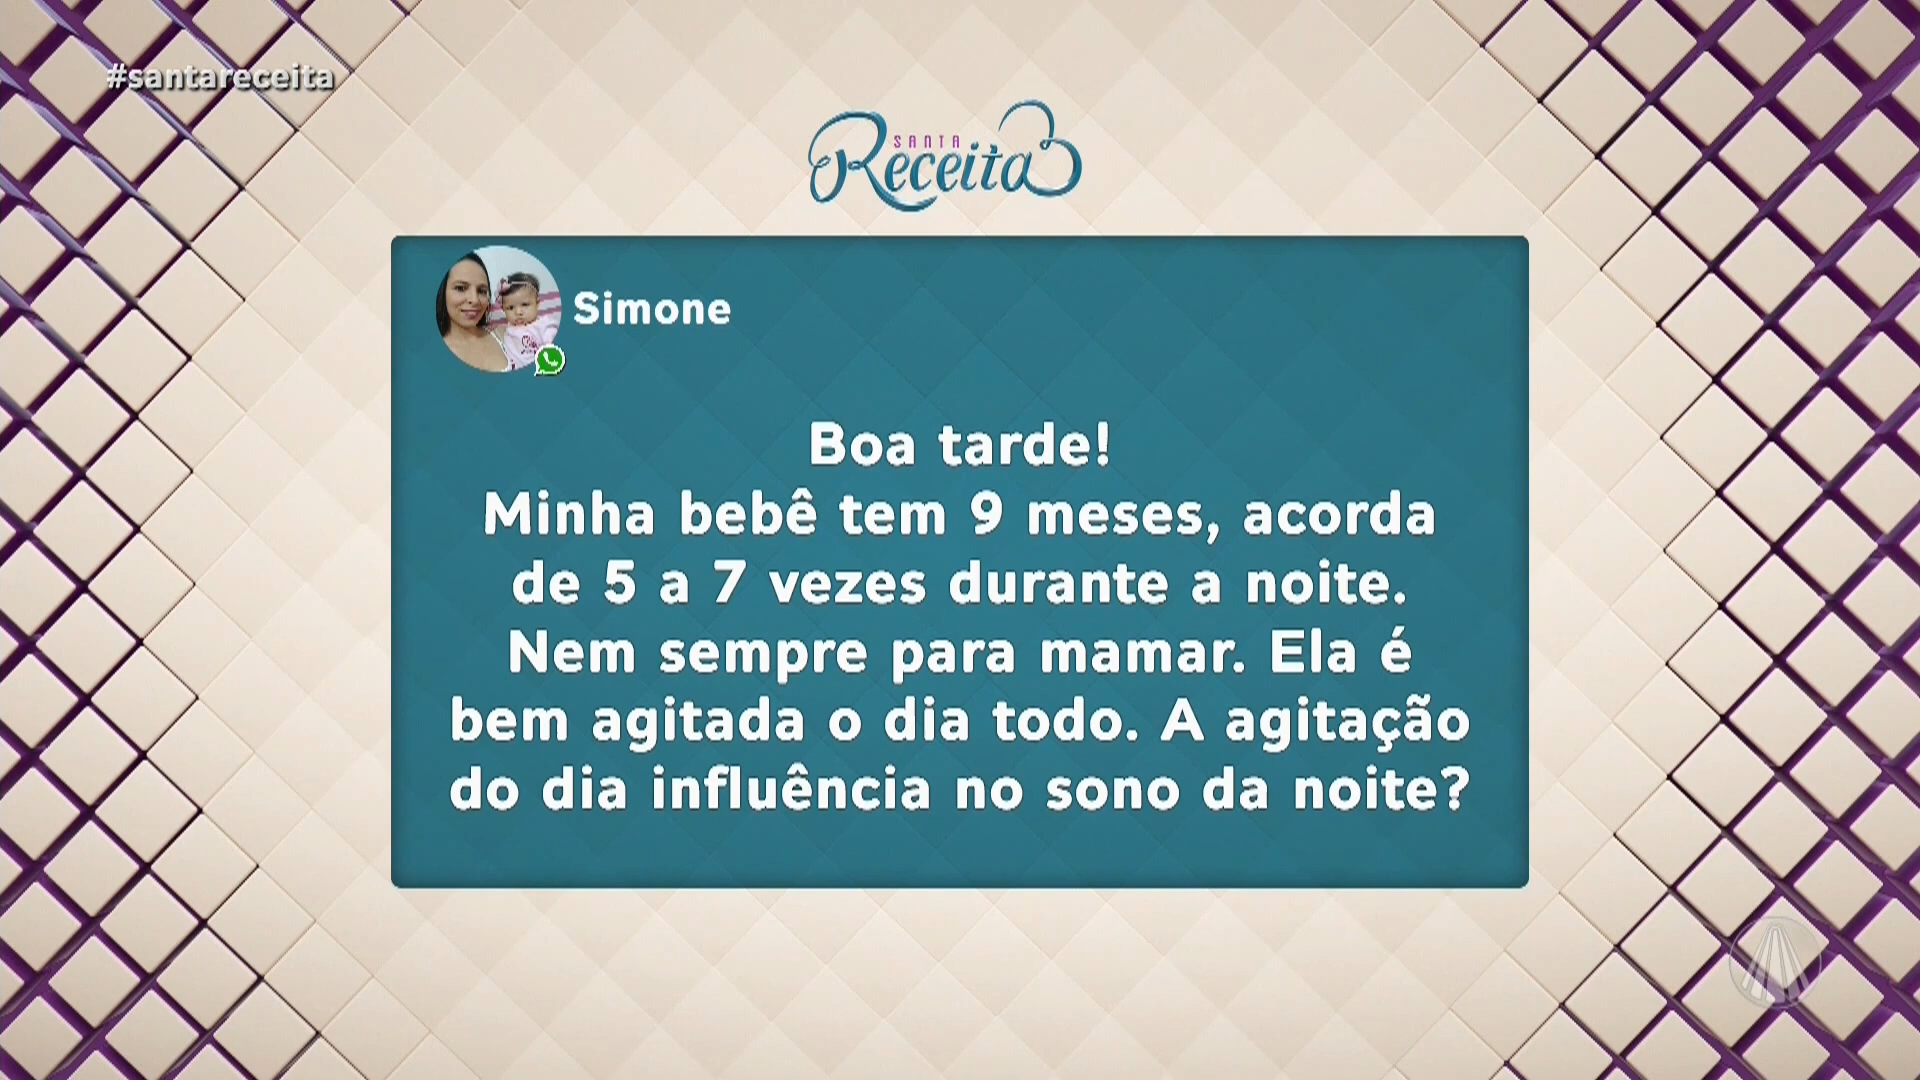 #santareceita
SANTA
Receita
Simone
Boa tarde!
Minha bebê tem 9 meses, acorda
de 5 a 7 vezes durante a noite.
Nem sempre para mamar. Ela é
bem agitada o dia todo. A agitação
do dia influência no sono da noite?